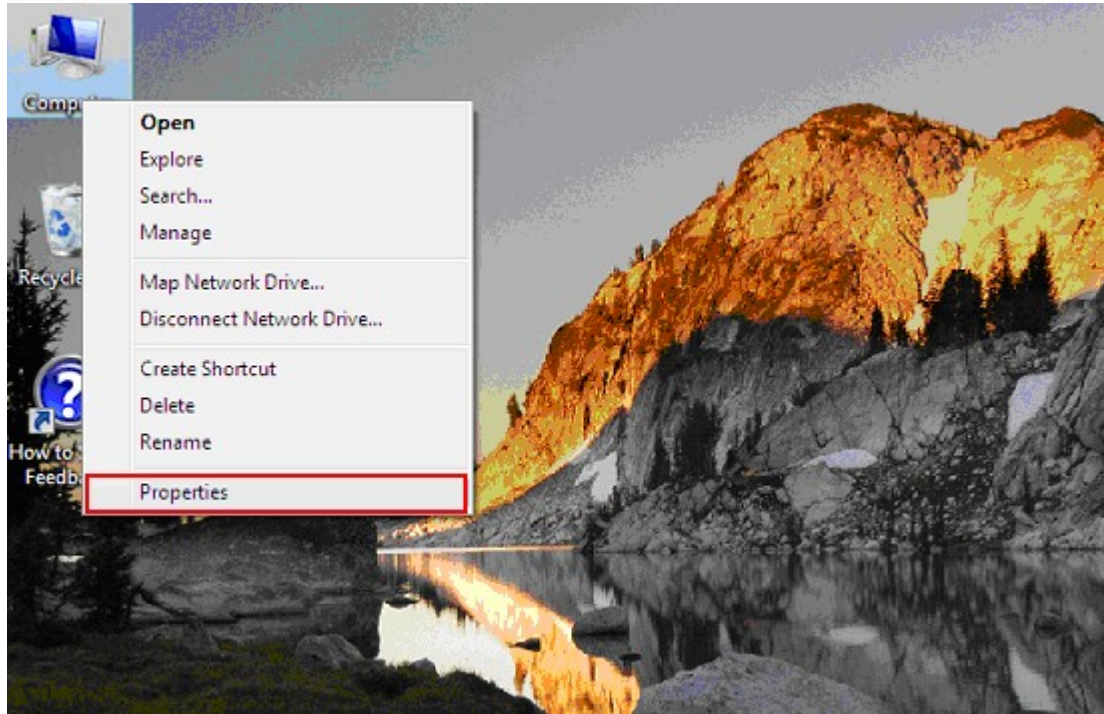 Open
Explore
Search...
Manage
Recycle
Map Network Drive...
Disconnect Network Drive...
Create Shortcut
Delete
Rename
How to
Properties